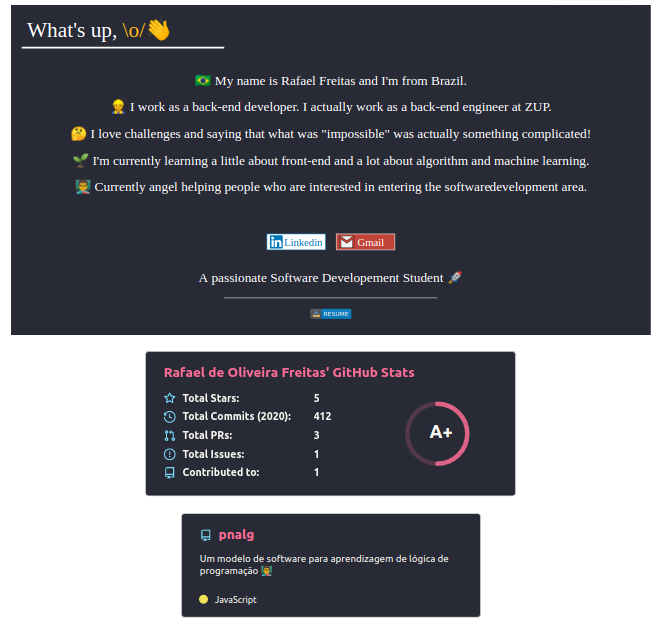 What's up, \o/👋
🇧🇷 My name is Rafael Freitas and I'm from Brazil.
👷 I work as a back-end developer. I actually work as a back-end engineer at ZUP.
🤔 I love challenges and saying that what was "impossible" was actually something complicated!
🌱 I'm currently learning a little about front-end and a lot about algorithm and machine learning.
👨‍🏫 Currently angel helping people who are interested in entering the softwaredevelopment area.
Linkedin Gmail
A passionate Software Developement Student 🚀
RESUME
Rafael de Oliveira Freitas' GitHub Stats
Total Stars: 5
Total Commits (2020): 412
Total PRs: 3
Total Issues: 1
Contributed to: 1
A+
pnalg
Um modelo de software para aprendizagem de lógica de
programação 👨‍🏫
JavaScript